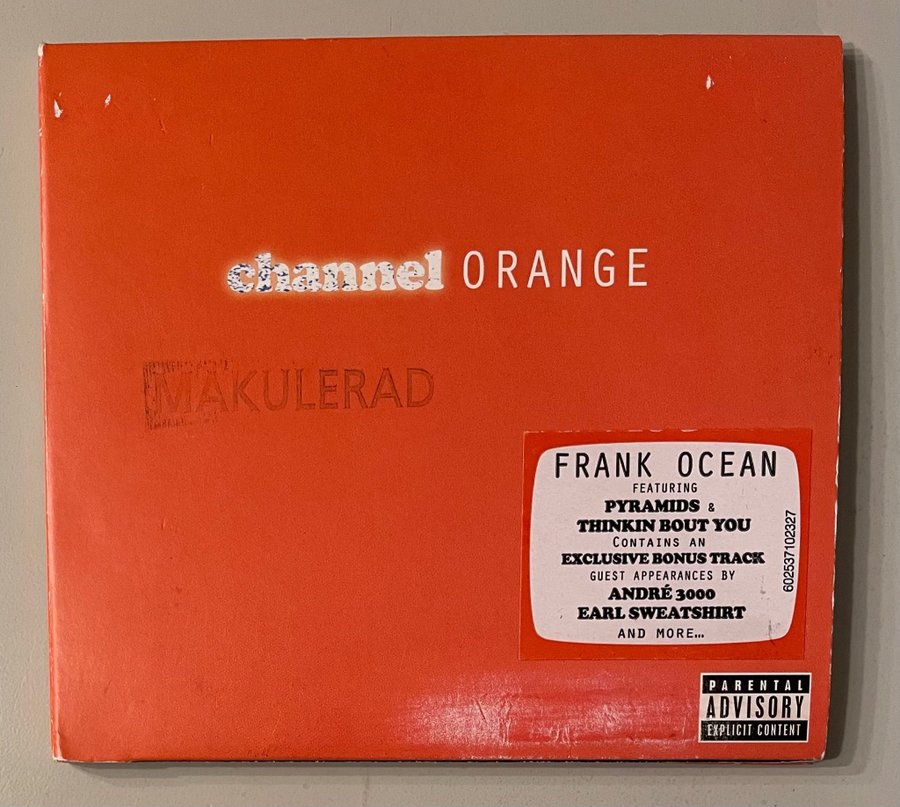 channel ORANGE
MAKULERAD
FRANK OCEAN
FEATURING
PYRAMIDS &
THINKIN BOUT YOU
CONTAINS AN
EXCLUSIVE BONUS TRACK
GUEST APPEARANCES BY
ANDRÉ 3000
EARL SWEATSHIRT
AND MORE...
602537102327
PARENTAL
ADVISORY
EXPLICIT CONTENT